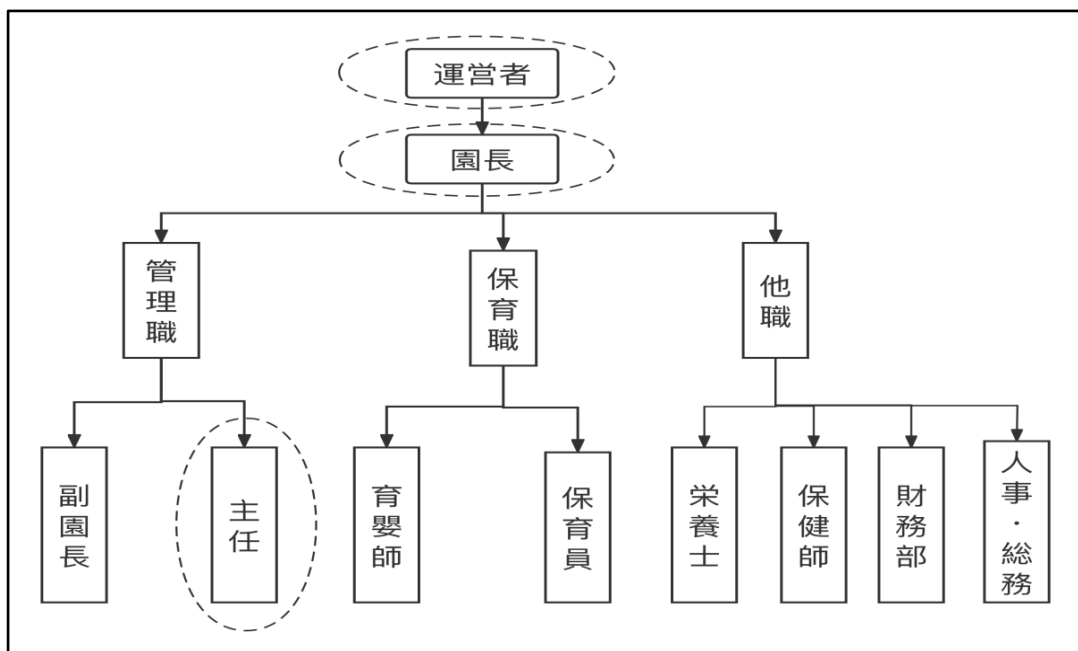 運営者
園長
管理職
保育職
他職
副園長
主任
育嬰師
保育員
栄養士
保健師
財務部
人事・総務